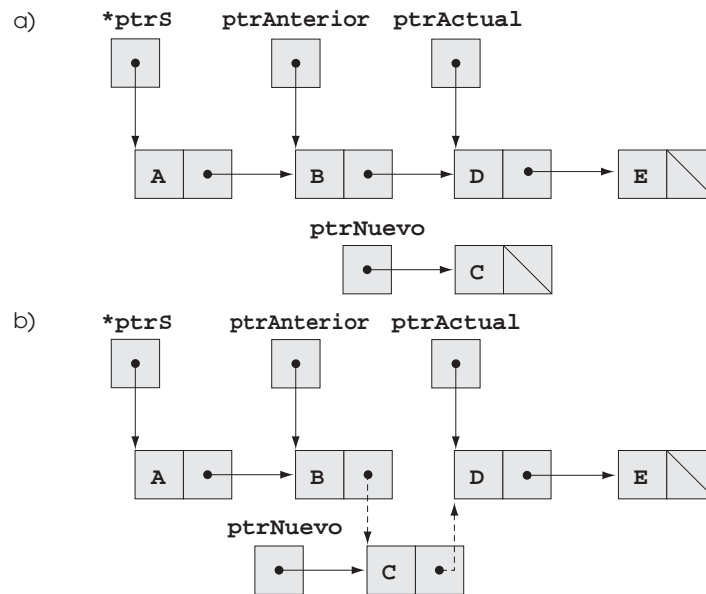 a)
*ptrS ptrAnterior ptrActual
A B D E
ptrNuevo
C
b)
*ptrS ptrAnterior ptrActual
A B D E
ptrNuevo
C